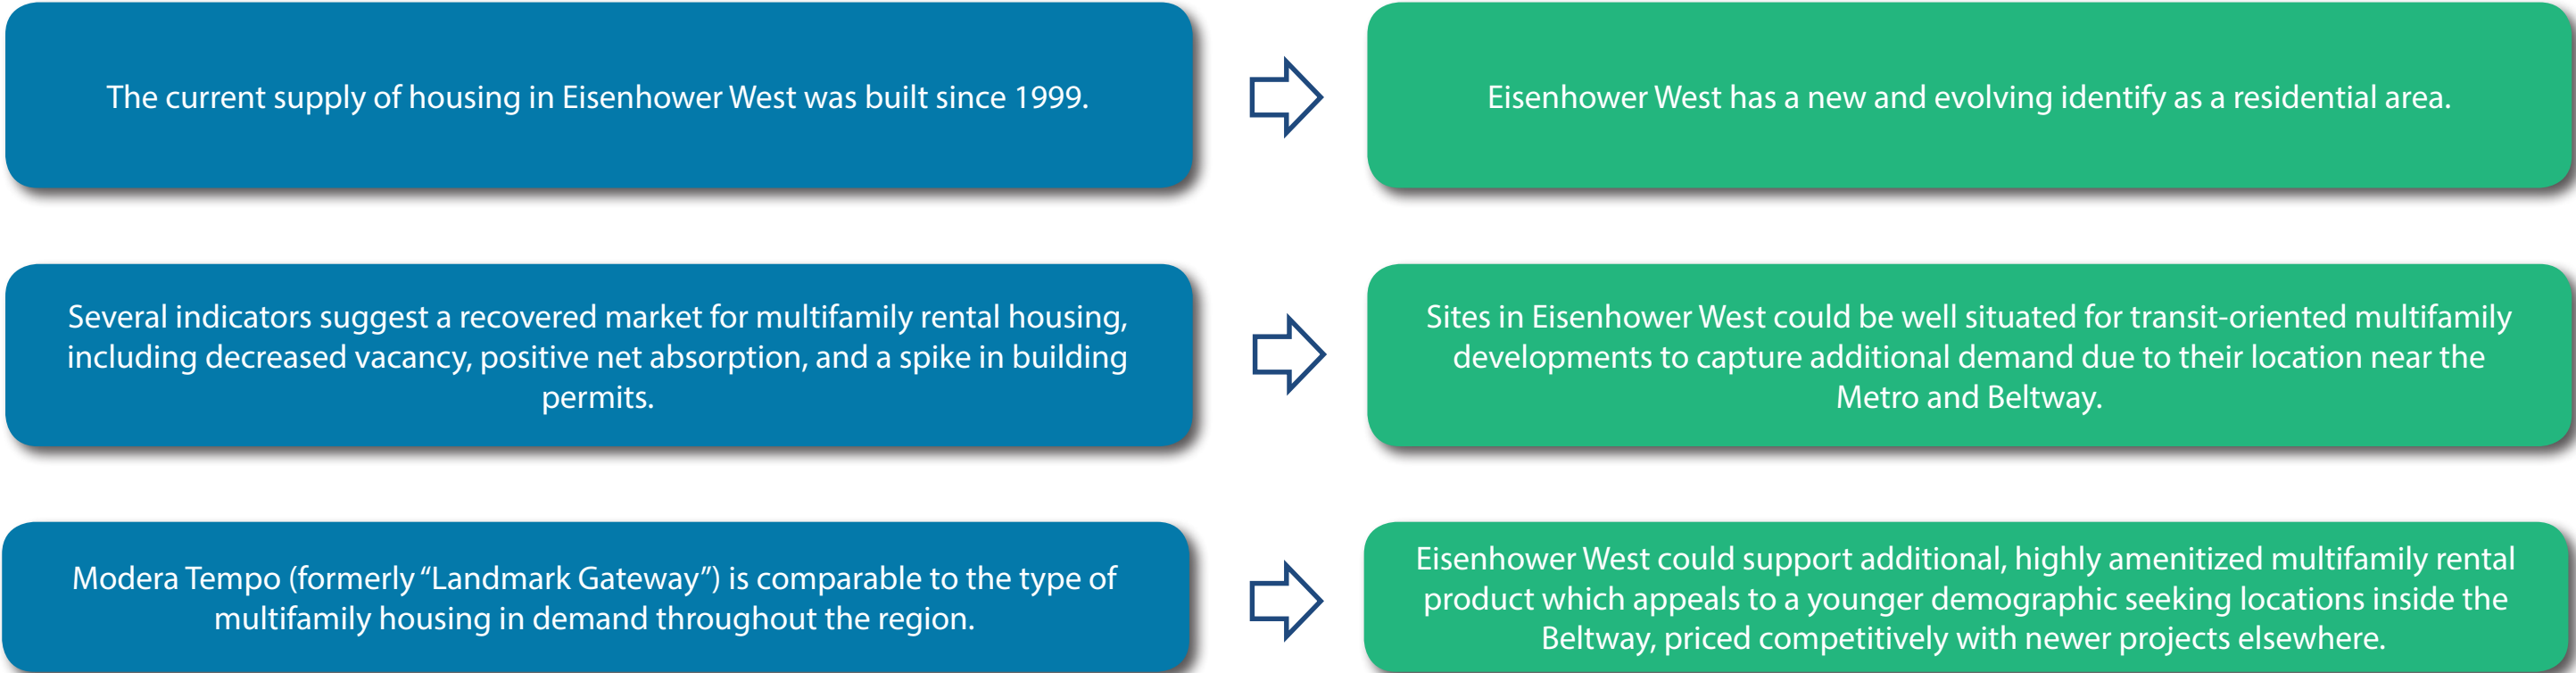 The current supply of housing in Eisenhower West was built since 1999.
Eisenhower West has a new and evolving identify as a residential area.
Several indicators suggest a recovered market for multifamily rental housing,
including decreased vacancy, positive net absorption, and a spike in building
permits.
Sites in Eisenhower West could be well situated for transit-oriented multifamily
developments to capture additional demand due to their location near the
Metro and Beltway.
Modera Tempo (formerly “Landmark Gateway”) is comparable to the type of
multifamily housing in demand throughout the region.
Eisenhower West could support additional, highly amenitized multifamily rental
product which appeals to a younger demographic seeking locations inside the
Beltway, priced competitively with newer projects elsewhere.